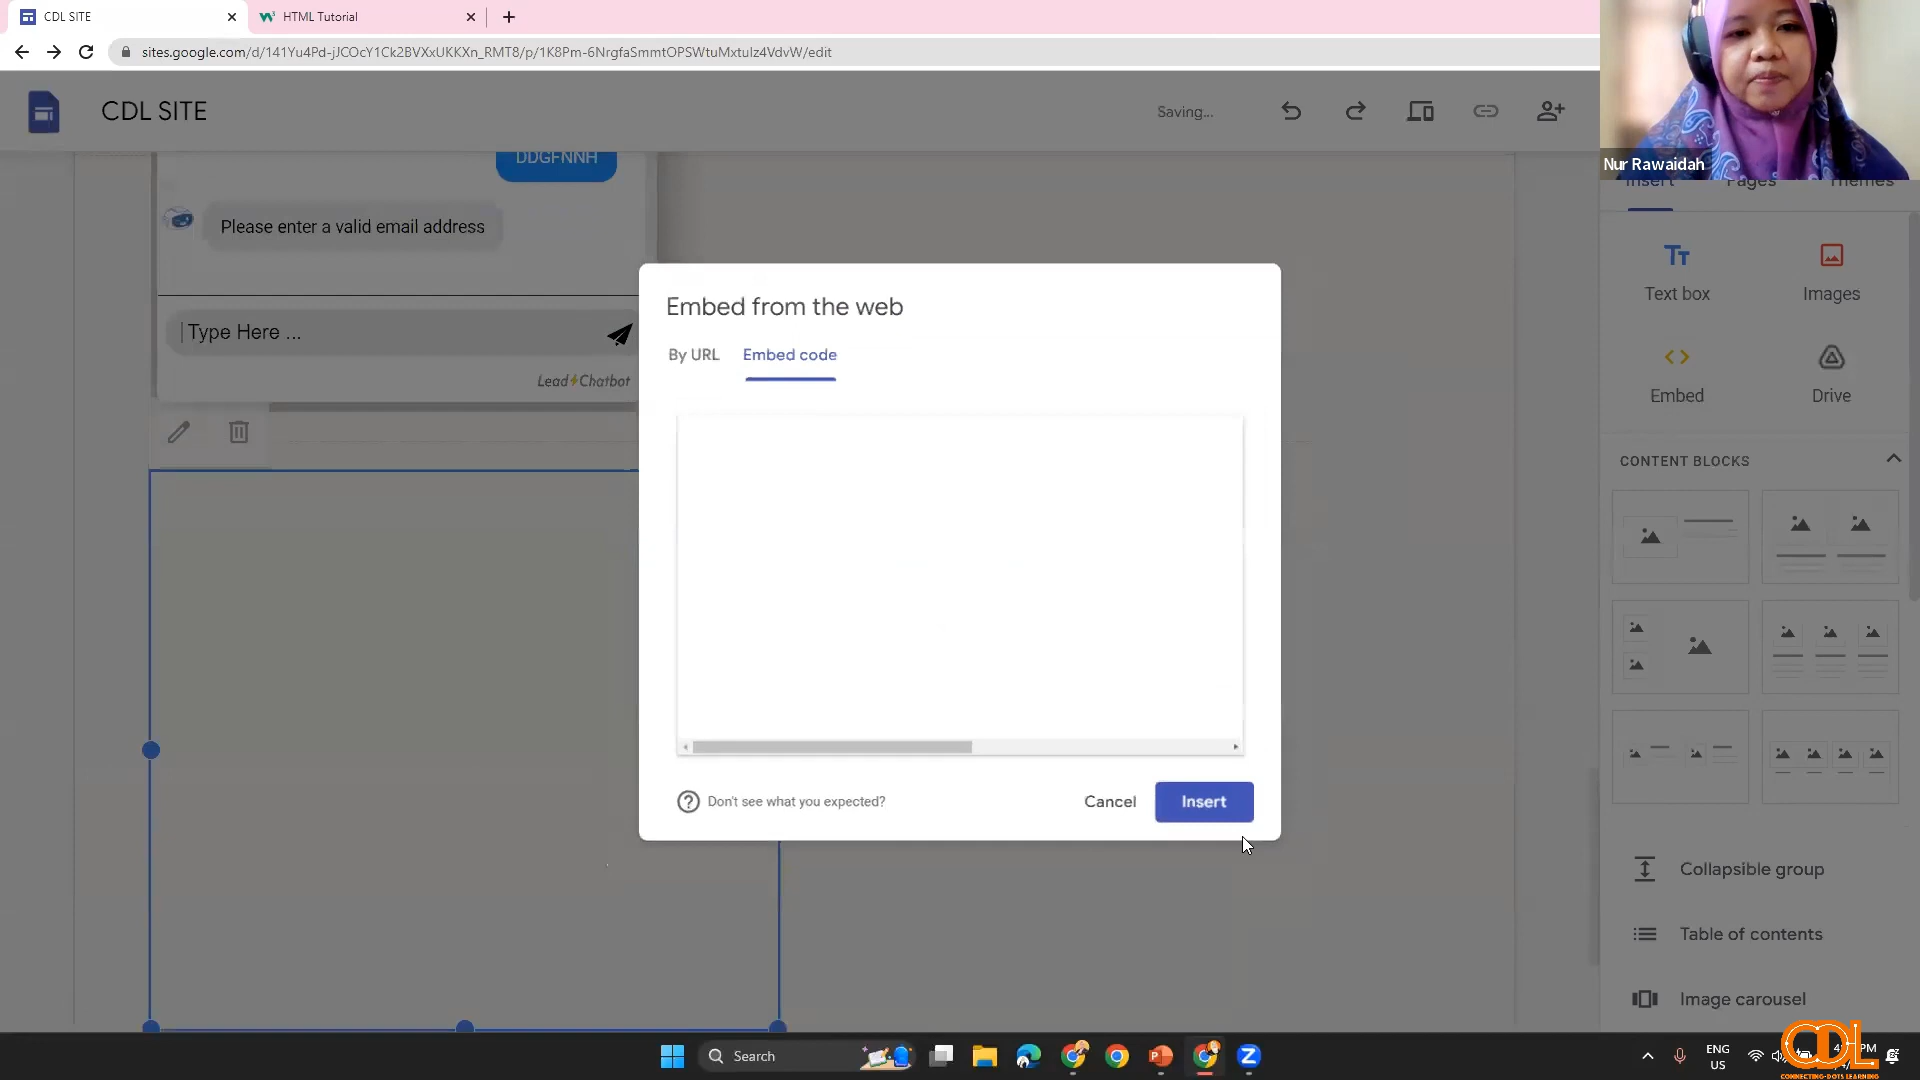 CDL SITE
HTML Tutorial
sites.google.com/d/141Yu4Pd-jJCOcY1Ck2BVXxUKKXn_RMT8/p/1K8Pm-6NrgfaSmmtOPSWtuMxtulz4VdvW/edit
CDL SITE
Saving...
Nur Rawaidah
Insert
Pages
Themes
DDGFNNH
Please enter a valid email address
Type Here ...
Lead Chatbot
Embed from the web
By URL
Embed code
Don't see what you expected?
Cancel
Insert
Text box
Images
Embed
Drive
CONTENT BLOCKS
Collapsible group
Table of contents
Image carousel
Search
ENG
US
PM
CDL
CONNECTING-DOTS LEARNING